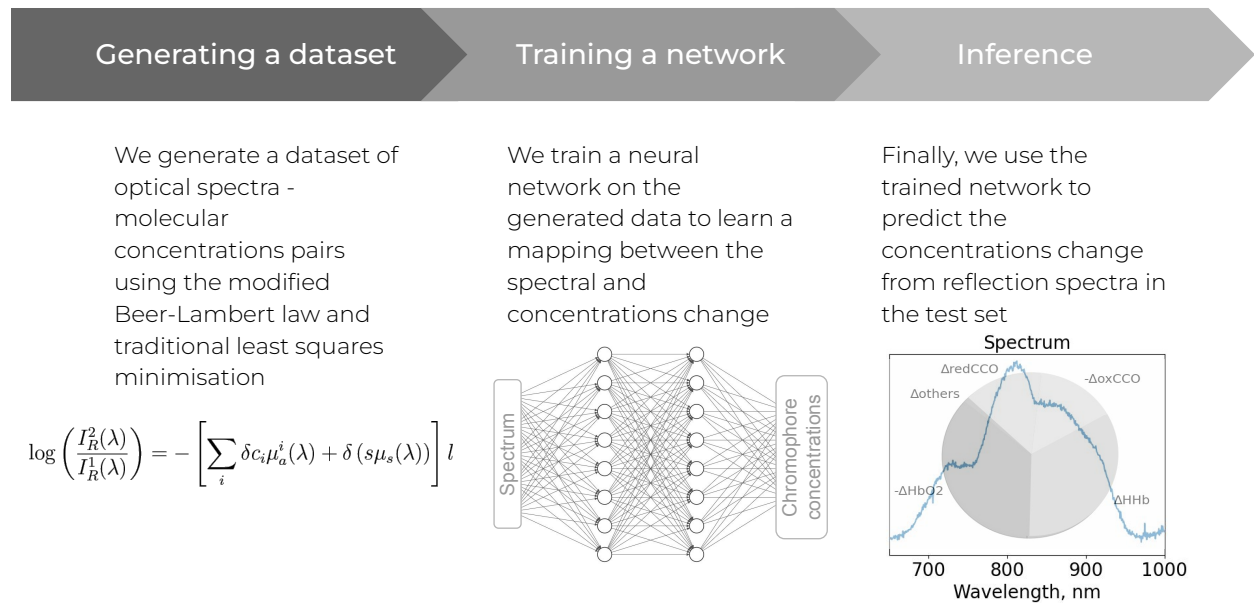 Generating a dataset
Training a network
Inference
We generate a dataset of
optical spectra -
molecular
concentrations pairs
using the modified
Beer-Lambert law and
traditional least squares
minimisation
log (I_R^2(λ) / I_R^1(λ)) = − [∑_i δc_i μ_a^i(λ) + δ (sμ_s(λ))] l
We train a neural
network on the
generated data to learn a
mapping between the
spectral and
concentrations change
Spectrum
Chromophore
concentrations
Finally, we use the
trained network to
predict the
concentrations change
from reflection spectra in
the test set
Spectrum
ΔredCCO
-ΔoxCCO
Δothers
-ΔHbO2
ΔHHb
700 800 900 1000
Wavelength, nm